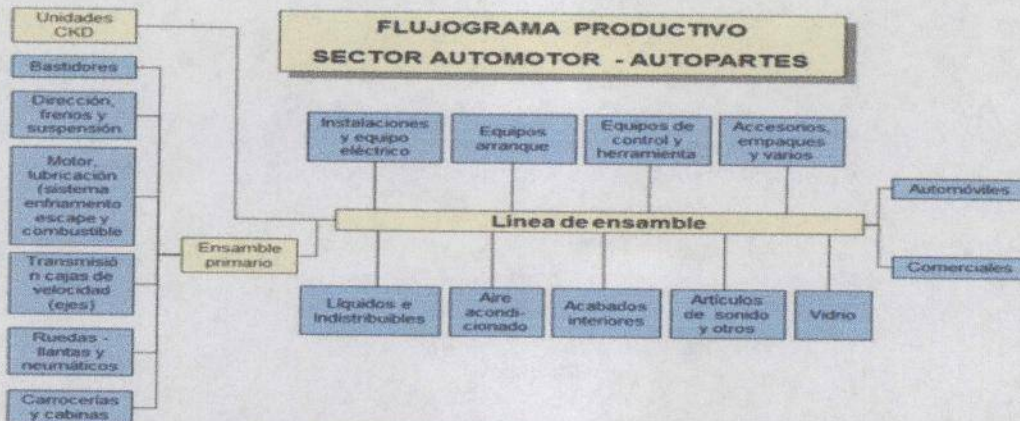 Unidades
CKD
FLUJOGRAMA PRODUCTIVO
SECTOR AUTOMOTOR - AUTOPARTES
Bastidores
Dirección,
frenos y
suspensión
Motor,
lubricación
(sistema
enfriamento
escape y
combustible
Transmisió
n cajas de
velocidad
(ejes)
Ruedas -
llantas y
neumáticos
Carrocerías
y cabinas
Ensamble
primario
Instalaciones
y equipo
eléctrico
Equipos
arranque
Equipos de
control y
herramienta
Accesorios,
empaques
y varios
Línea de ensamble
Líquidos e
Indistribuibles
Aire
acondi-
cionado
Acabados
interiores
Artículos
de sonido
y otros
Vidrio
Automóviles
Comerciales